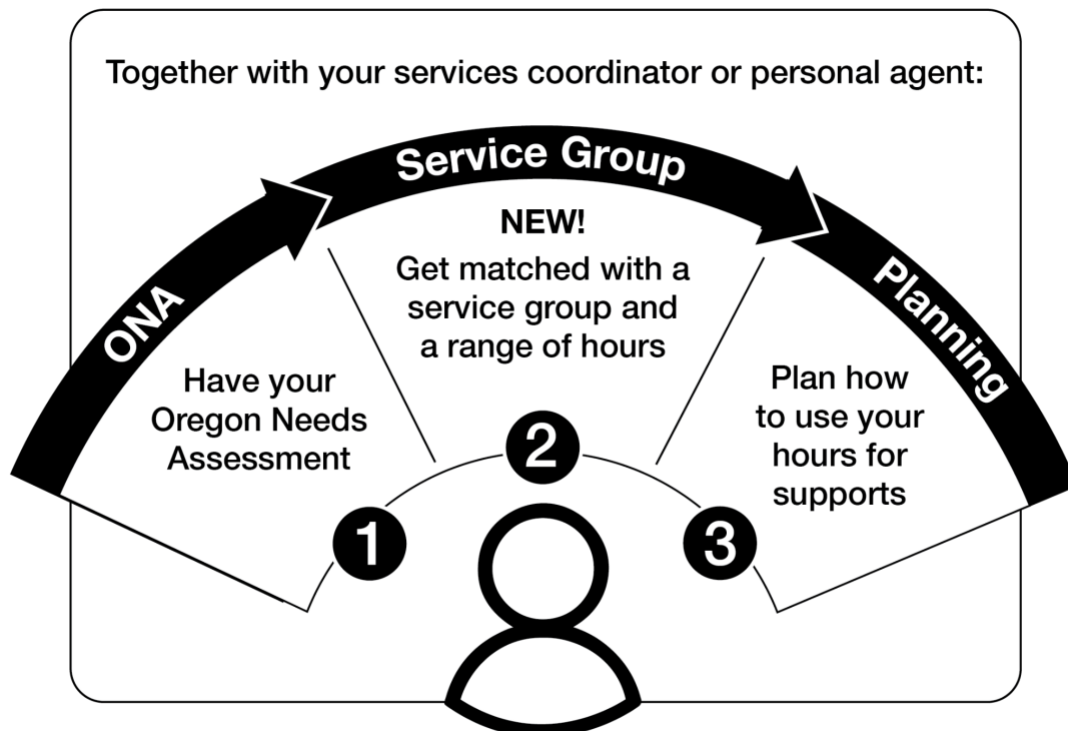 Together with your services coordinator or personal agent:
ONA
Have your
Oregon Needs
Assessment
1
Service Group
NEW!
Get matched with a
service group and
a range of hours
2
Planning
Plan how
to use your
hours for
supports
3